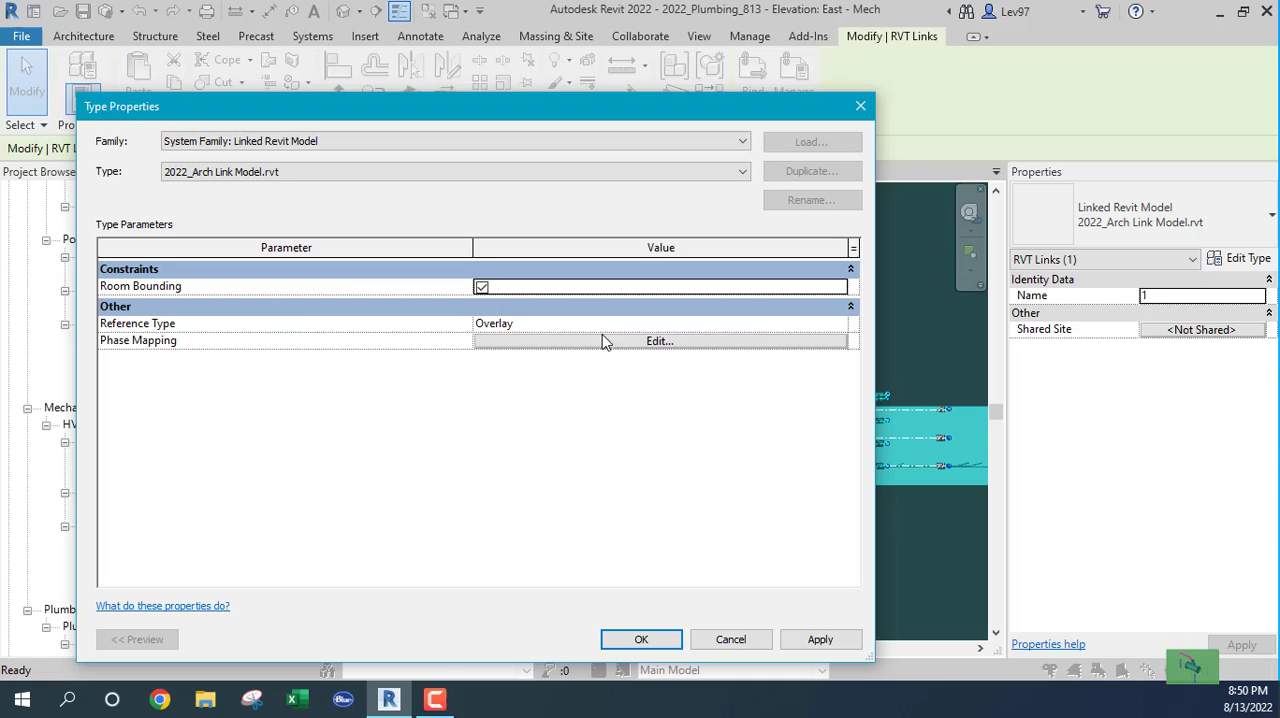 Autodesk Revit 2022 - 2022_Plumbing_813 - Elevation: East - Mech
Lev97
File
Architecture
Structure
Steel
Precast
Systems
Insert
Annotate
Analyze
Massing & Site
Collaborate
View
Manage
Add-Ins
Modify | RVT Links
Modify
Cope
Cut
Select
Modify | RVT
Project Browse
Po
Mecha
HV
Plumb
Plu
Type Properties
Family:
System Family: Linked Revit Model
Load...
Type:
2022_Arch Link Model.rvt
Duplicate...
Rename...
Type Parameters
Parameter
Value
=
Constraints
Room Bounding
Other
Reference Type
Overlay
Phase Mapping
Edit...
What do these properties do?
<< Preview
OK
Cancel
Apply
Properties
Linked Revit Model
2022_Arch Link Model.rvt
RVT Links (1)
Edit Type
Identity Data
Name
1
Other
Shared Site
<Not Shared>
Properties help
Apply
Ready
:0
Main Model
8:50 PM
8/13/2022